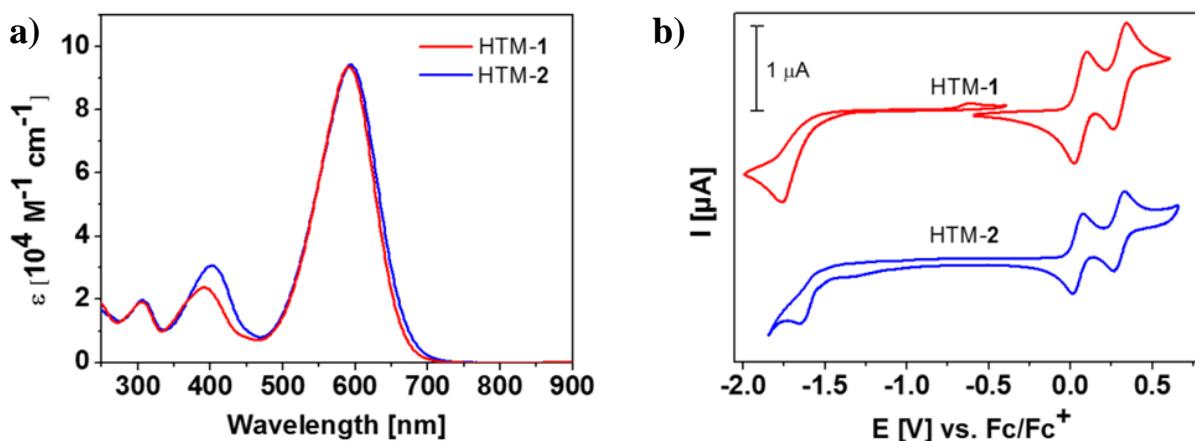 a)
10
8
6
4
2
0
ε [10⁴ M⁻¹ cm⁻¹]
HTM-1
HTM-2
300 400 500 600 700 800 900
Wavelength [nm]
b)
1 μA
HTM-1
HTM-2
I [μA]
-2.0 -1.5 -1.0 -0.5 0.0 0.5
E [V] vs. Fc/Fc⁺